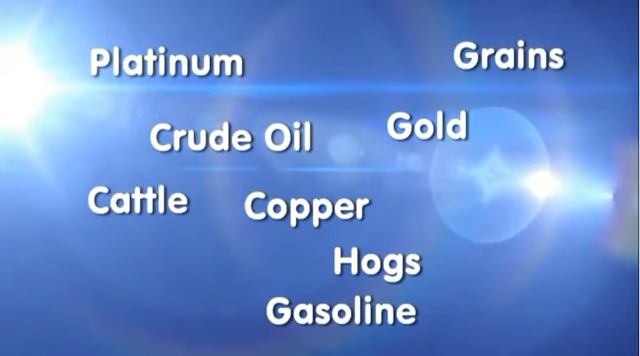 Platinum
Grains
Crude Oil
Gold
Cattle
Copper
Hogs
Gasoline